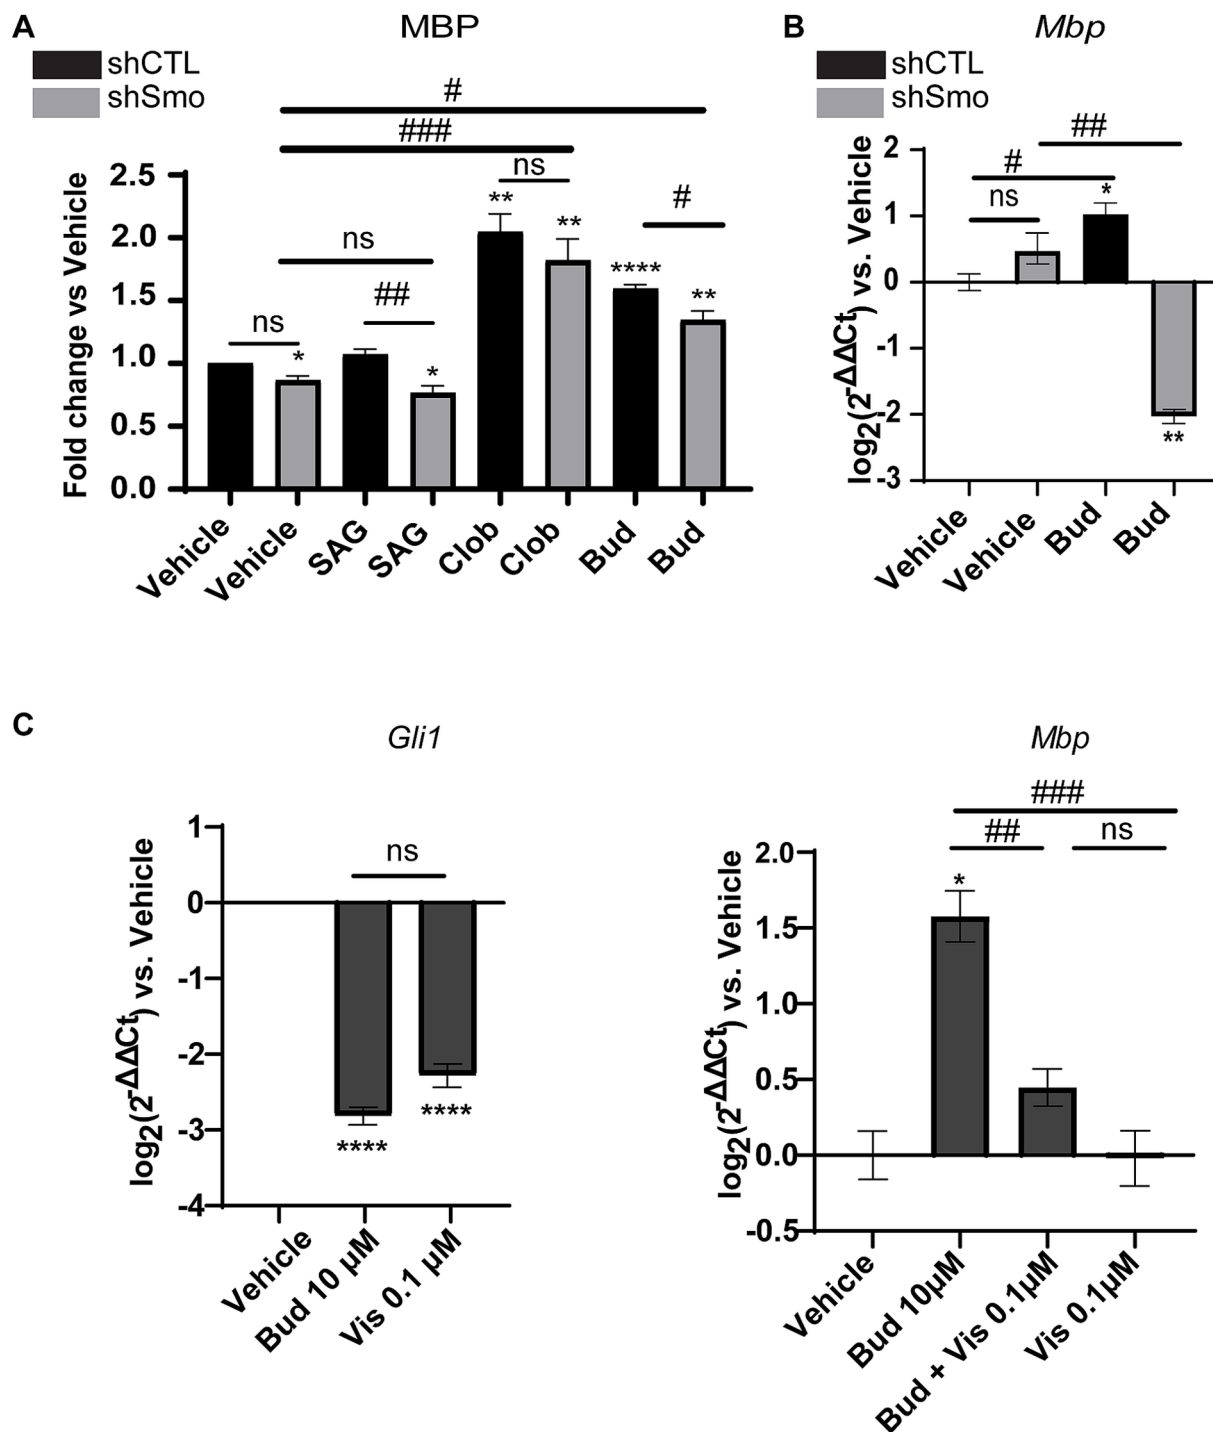 A
MBP
shCTL
shSmo
#
###
ns
#
ns
##
ns
**
**
****
**
*
*
Fold change vs Vehicle
2.5
2.0
1.5
1.0
0.5
0.0
Vehicle
Vehicle
SAG
SAG
Clob
Clob
Bud
Bud
B
Mbp
shCTL
shSmo
##
#
ns
*
**
log2(2-ΔΔCt) vs. Vehicle
2
1
0
-1
-2
-3
Vehicle
Vehicle
Bud
Bud
C
Gli1
ns
****
****
log2(2-ΔΔCt) vs. Vehicle
1
0
-1
-2
-3
-4
Vehicle
Bud 10 µM
Vis 0.1 µM
Mbp
###
##
ns
*
log2(2-ΔΔCt) vs. Vehicle
2.0
1.5
1.0
0.5
0.0
-0.5
Vehicle
Bud 10µM
Bud + Vis 0.1µM
Vis 0.1µM